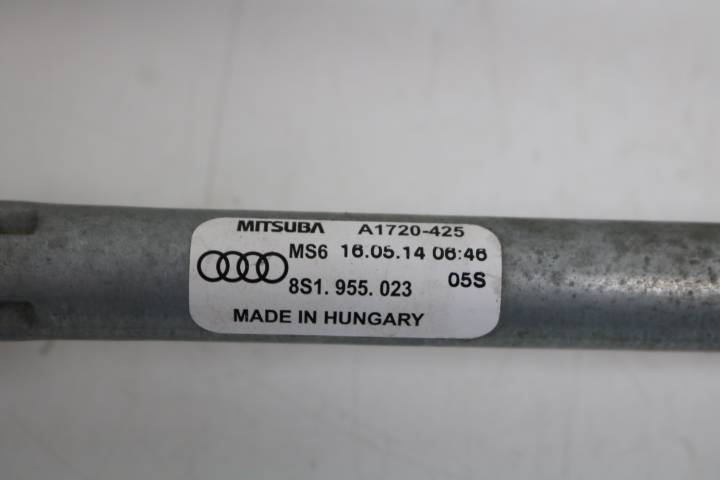 MITSUBA A1720-425
MS6 16.05.14 06:46
8S1.955.023 05S
MADE IN HUNGARY